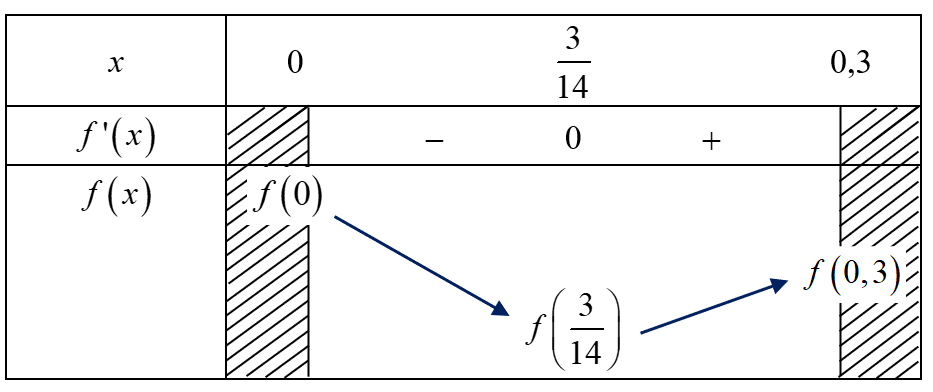 x 0 3/14 0,3
f'(x) − 0 +
f(x) f(0) f(3/14) f(0,3)